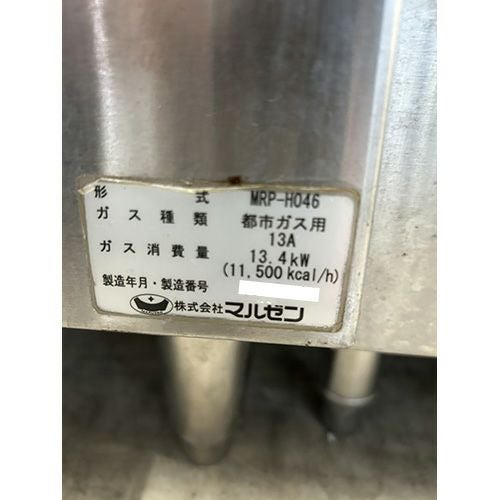 形 式 MRP-H046
ガス種類 都市ガス用
13A
ガス消費量 13.4kW
(11,500kcal/h)
製造年月・製造番号
株式会社マルゼン